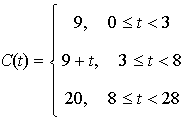 9, 0 ≤ t < 3
C(t) = { 9 + t, 3 ≤ t < 8
20, 8 ≤ t < 28